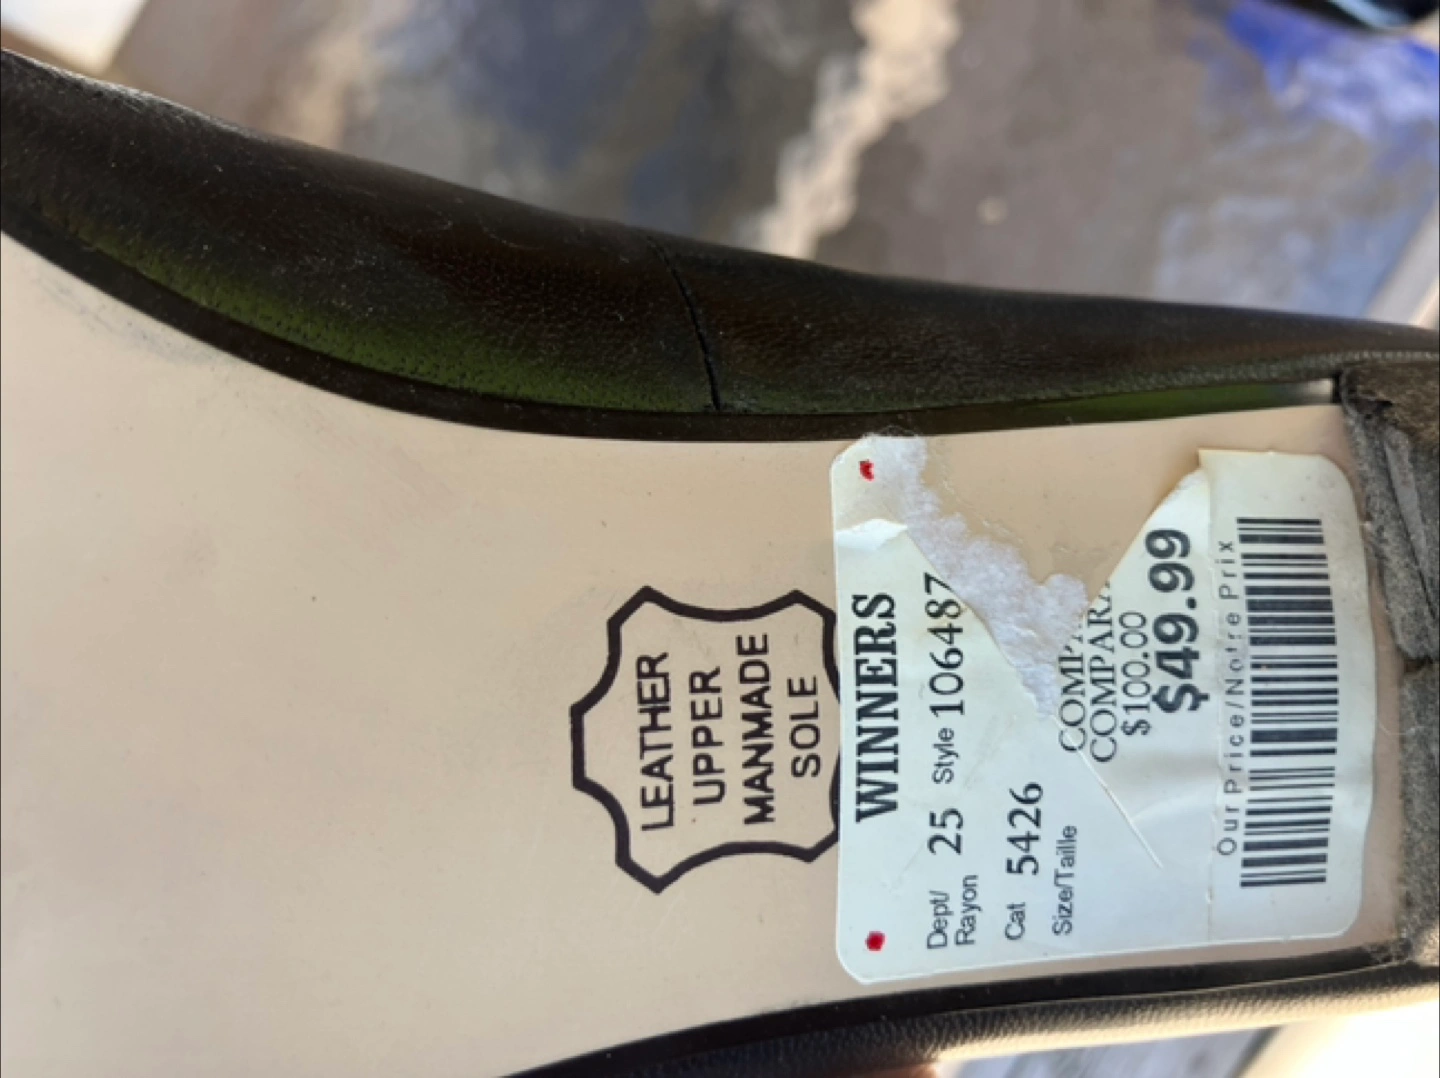 LEATHER
UPPER
MANMADE
SOLE
WINNERS
Dept/ 25 Style 106487
Rayon
Cat 5426
Size/Taille
$100.00
$49.99
Our Price/Notre Prix